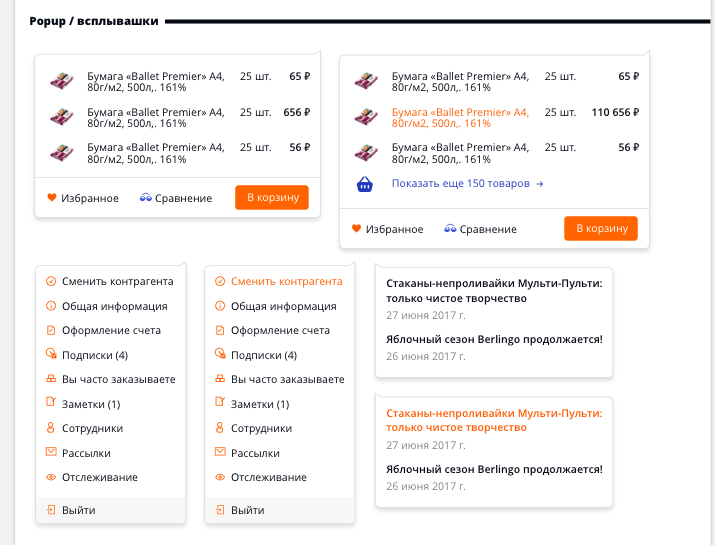 Popup / всплывашки
Бумага «Ballet Premier» А4, 25 шт. 65 ₽
80г/м2, 500л,. 161%
Бумага «Ballet Premier» А4, 25 шт. 656 ₽
80г/м2, 500л,. 161%
Бумага «Ballet Premier» А4, 25 шт. 56 ₽
80г/м2, 500л,. 161%
Избранное Сравнение В корзину
Бумага «Ballet Premier» А4, 25 шт. 65 ₽
80г/м2, 500л,. 161%
Бумага «Ballet Premier» А4, 25 шт. 110 656 ₽
80г/м2, 500л,. 161%
Бумага «Ballet Premier» А4, 25 шт. 56 ₽
80г/м2, 500л,. 161%
Показать еще 150 товаров →
Избранное Сравнение В корзину
Сменить контрагента
Общая информация
Оформление счета
Подписки (4)
Вы часто заказываете
Заметки (1)
Сотрудники
Рассылки
Отслеживание
Выйти
Сменить контрагента
Общая информация
Оформление счета
Подписки (4)
Вы часто заказываете
Заметки (1)
Сотрудники
Рассылки
Отслеживание
Выйти
Стаканы-непроливайки Мульти-Пульти:
только чистое творчество
27 июня 2017 г.
Яблочный сезон Berlingo продолжается!
26 июня 2017 г.
Стаканы-непроливайки Мульти-Пульти:
только чистое творчество
27 июня 2017 г.
Яблочный сезон Berlingo продолжается!
26 июня 2017 г.